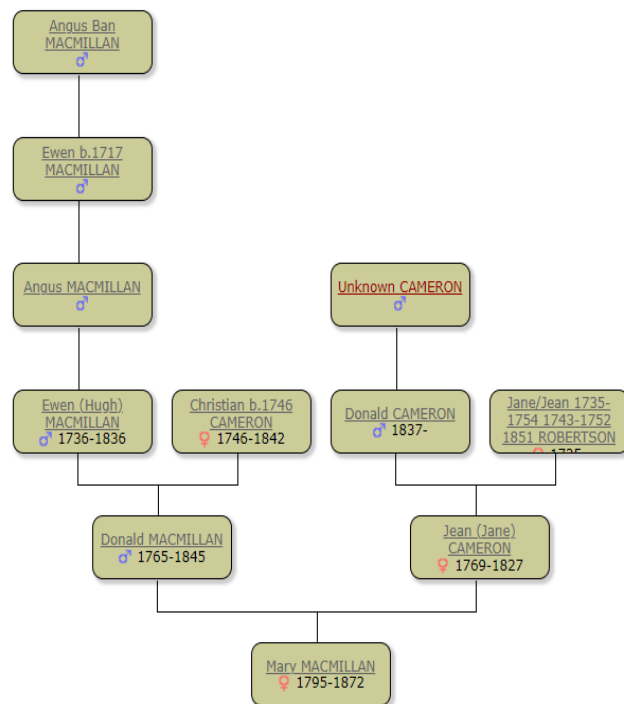 Angus Ban
MACMILLAN
♂
Ewen b.1717
MACMILLAN
♂
Angus MACMILLAN
♂
Unknown CAMERON
♂
Ewen (Hugh)
MACMILLAN
♂ 1736-1836
Christian b.1746
CAMERON
♀ 1746-1842
Donald CAMERON
♂ 1837-
Jane/Jean 1735-
1754 1743-1752
1851 ROBERTSON
Donald MACMILLAN
♂ 1765-1845
Jean (Jane)
CAMERON
♀ 1769-1827
Mary MACMILLAN
♀ 1795-1872